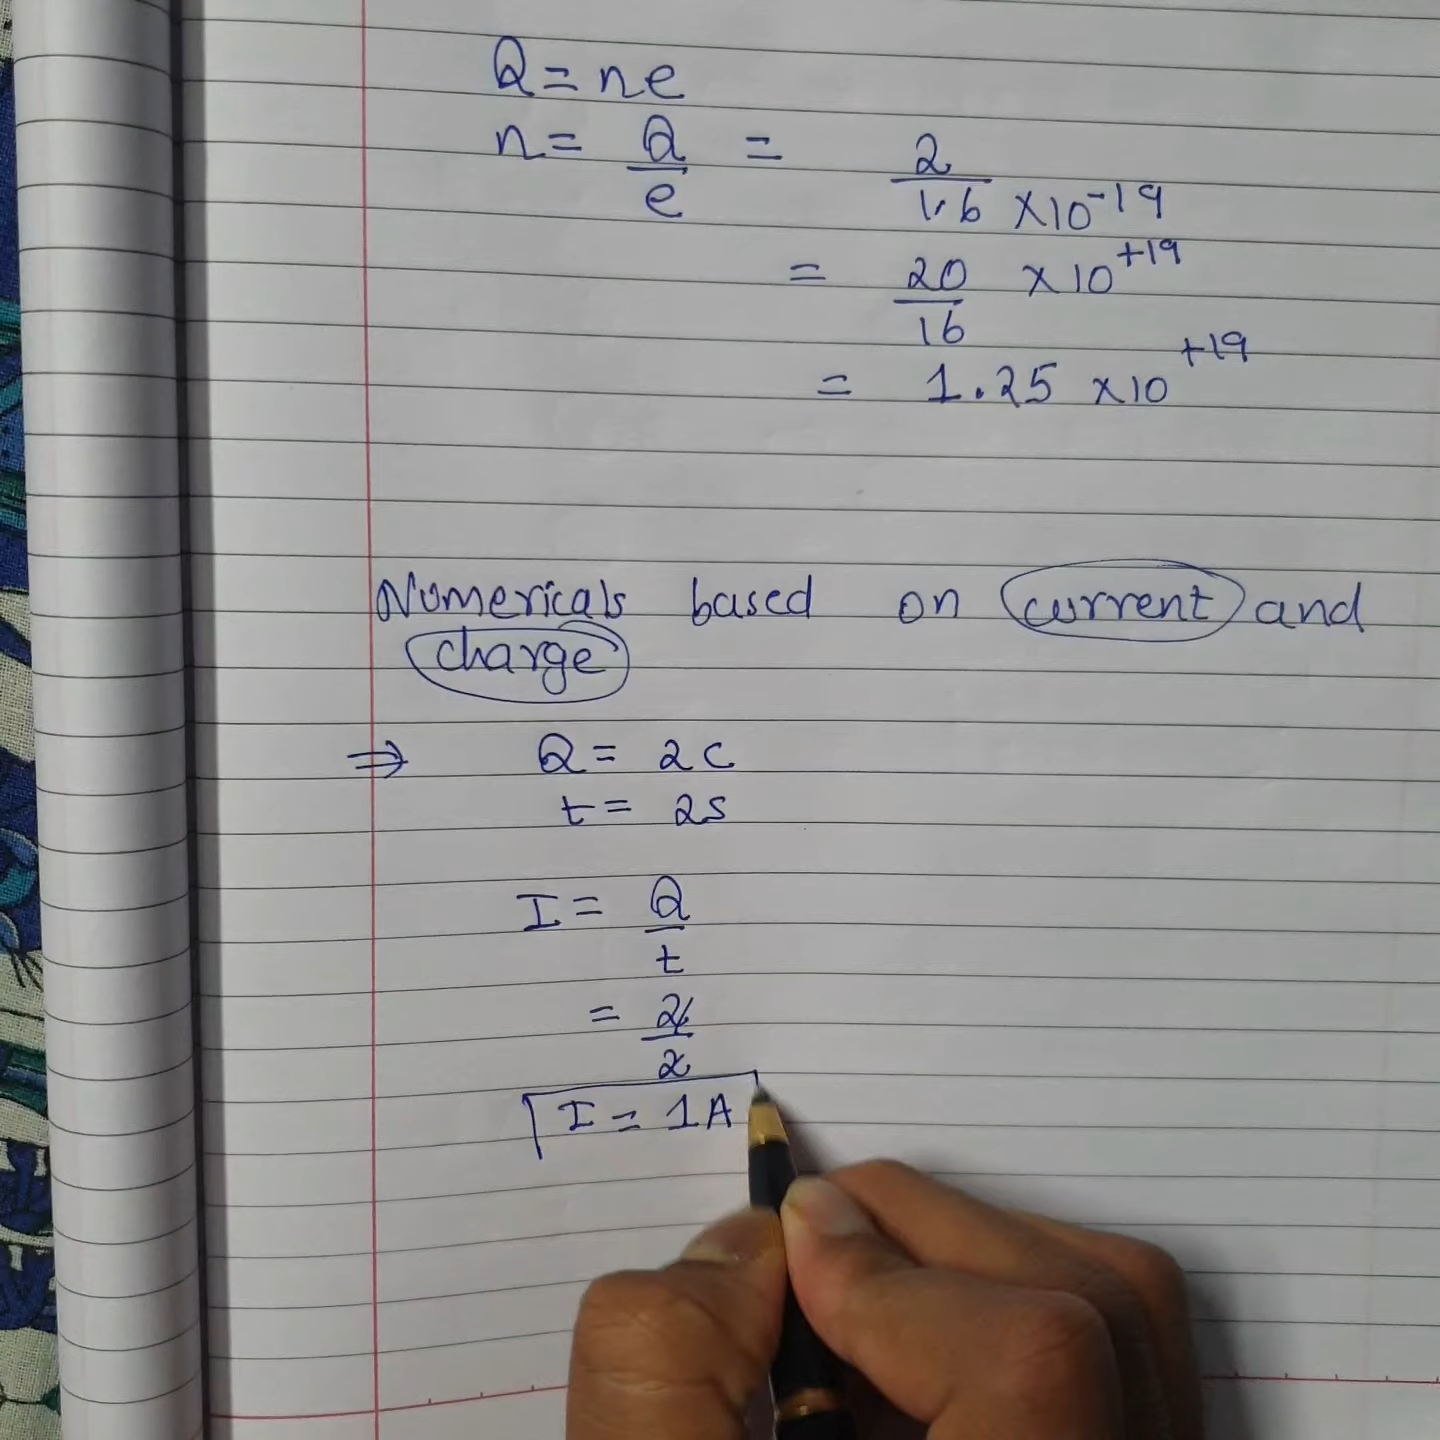 Q = ne
n = Q/e = 2/1.6 ×10⁻¹⁹
= 20/16 ×10⁺¹⁹
= 1.25 ×10⁺¹⁹
Numericals based on current and
charge
⇒ Q = 2C
t = 2s
I = Q/t
= 2/2
I = 1A